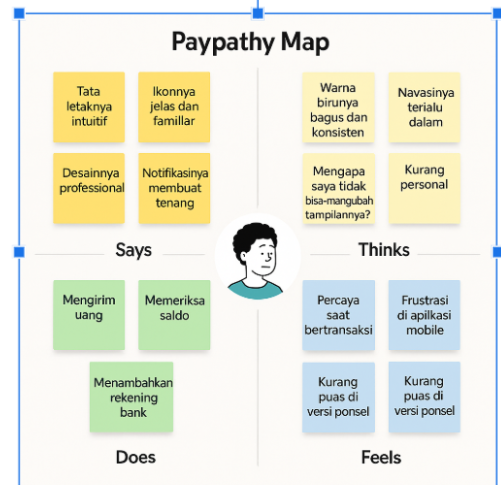 Paypathy Map
Tata
letaknya
intuitif
Ikonnya
jelas dan
famillar
Desainnya
professional
Notifikasinya
membuat
tenang
Says
Warna
birunya
bagus dan
konsisten
Navasinya
terialu
dalam
Mengapa
saya tidak
bisa-mangubah
tampilannya?
Kurang
personal
Thinks
Mengirim
uang
Memeriksa
saldo
Menambahkan
rekening
bank
Does
Percaya
saat
bertransaksi
Frustrasi
di apilkasi
mobile
Kurang
puas di
versi ponsel
Kurang
puas di
versi ponsel
Feels